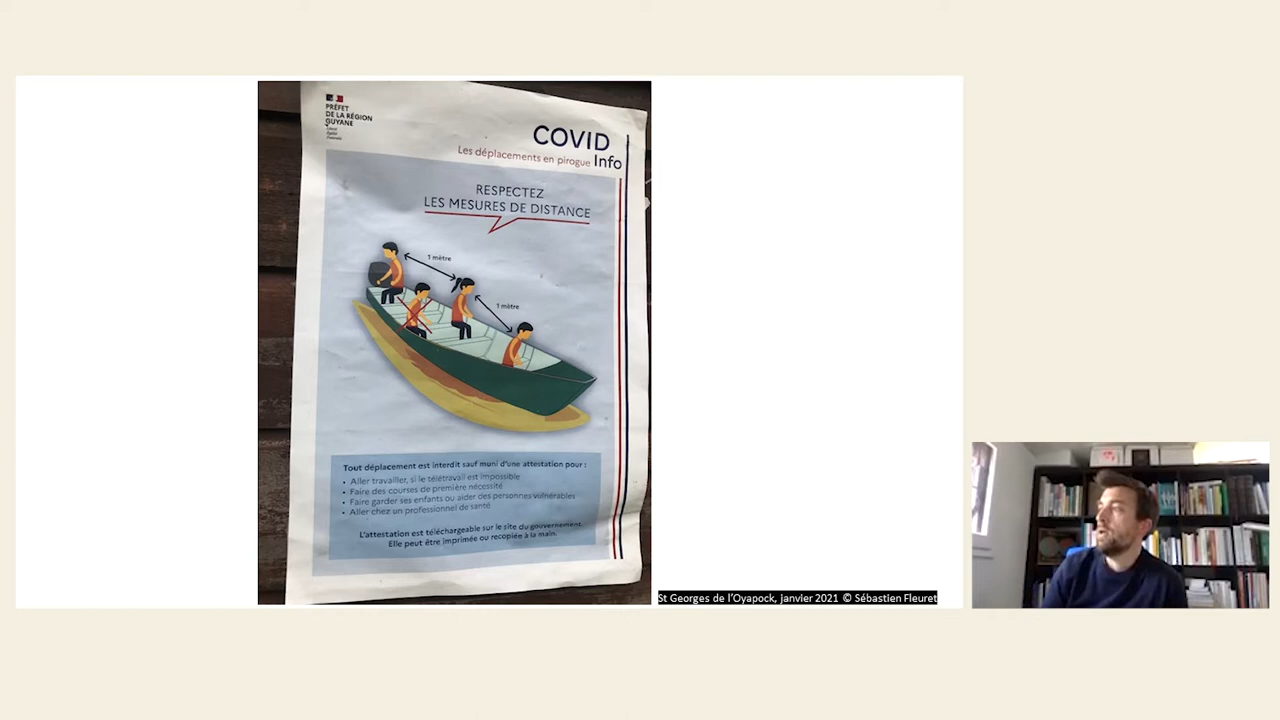 PRÉFET
DE LA RÉGION
GUYANE
Liberté
Égalité
Fraternité
COVID
Les déplacements en pirogue Info
RESPECTEZ
LES MESURES DE DISTANCE
1 mètre
1 mètre
Tout déplacement est interdit sauf muni d'une attestation pour :
• Aller travailler, si le télétravail est impossible
• Faire des courses de première nécessité
• Faire garder ses enfants ou aider des personnes vulnérables
• Aller chez un professionnel de santé
L'attestation est téléchargeable sur le site du gouvernement.
Elle peut être imprimée ou recopiée à la main.
St Georges de l'Oyapock, janvier 2021 © Sébastien Fleuret